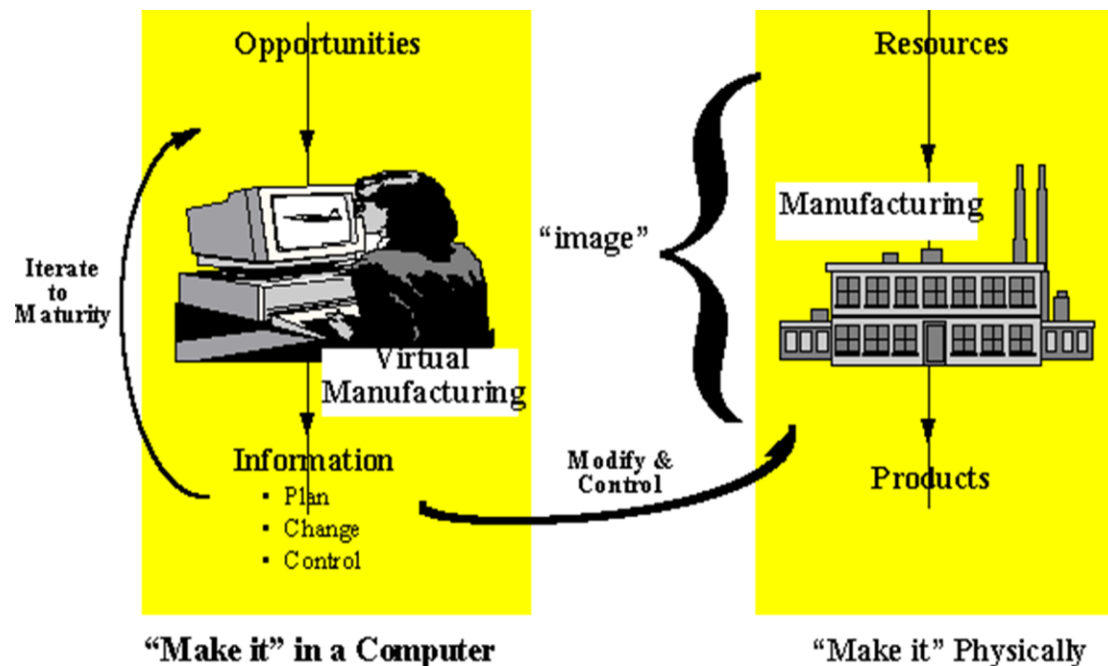 Opportunities
Iterate
to
Maturity
Virtual
Manufacturing
Information
▪ Plan
▪ Change
▪ Control
“Make it” in a Computer
“image”
Modify &
Control
Resources
Manufacturing
Products
“Make it” Physically